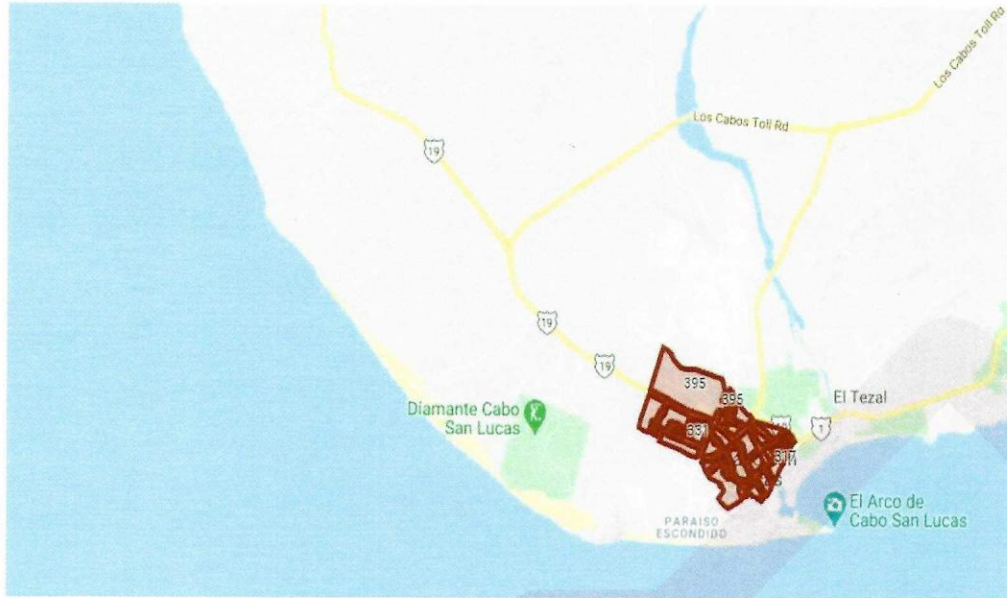 Los Cabos Toll Rd
Los Cabos Toll Rd
19
19
19
395
395
El Tezal
Diamante Cabo
San Lucas
331
1
317
El Arco de
Cabo San Lucas
PARAISO
ESCONDIDO